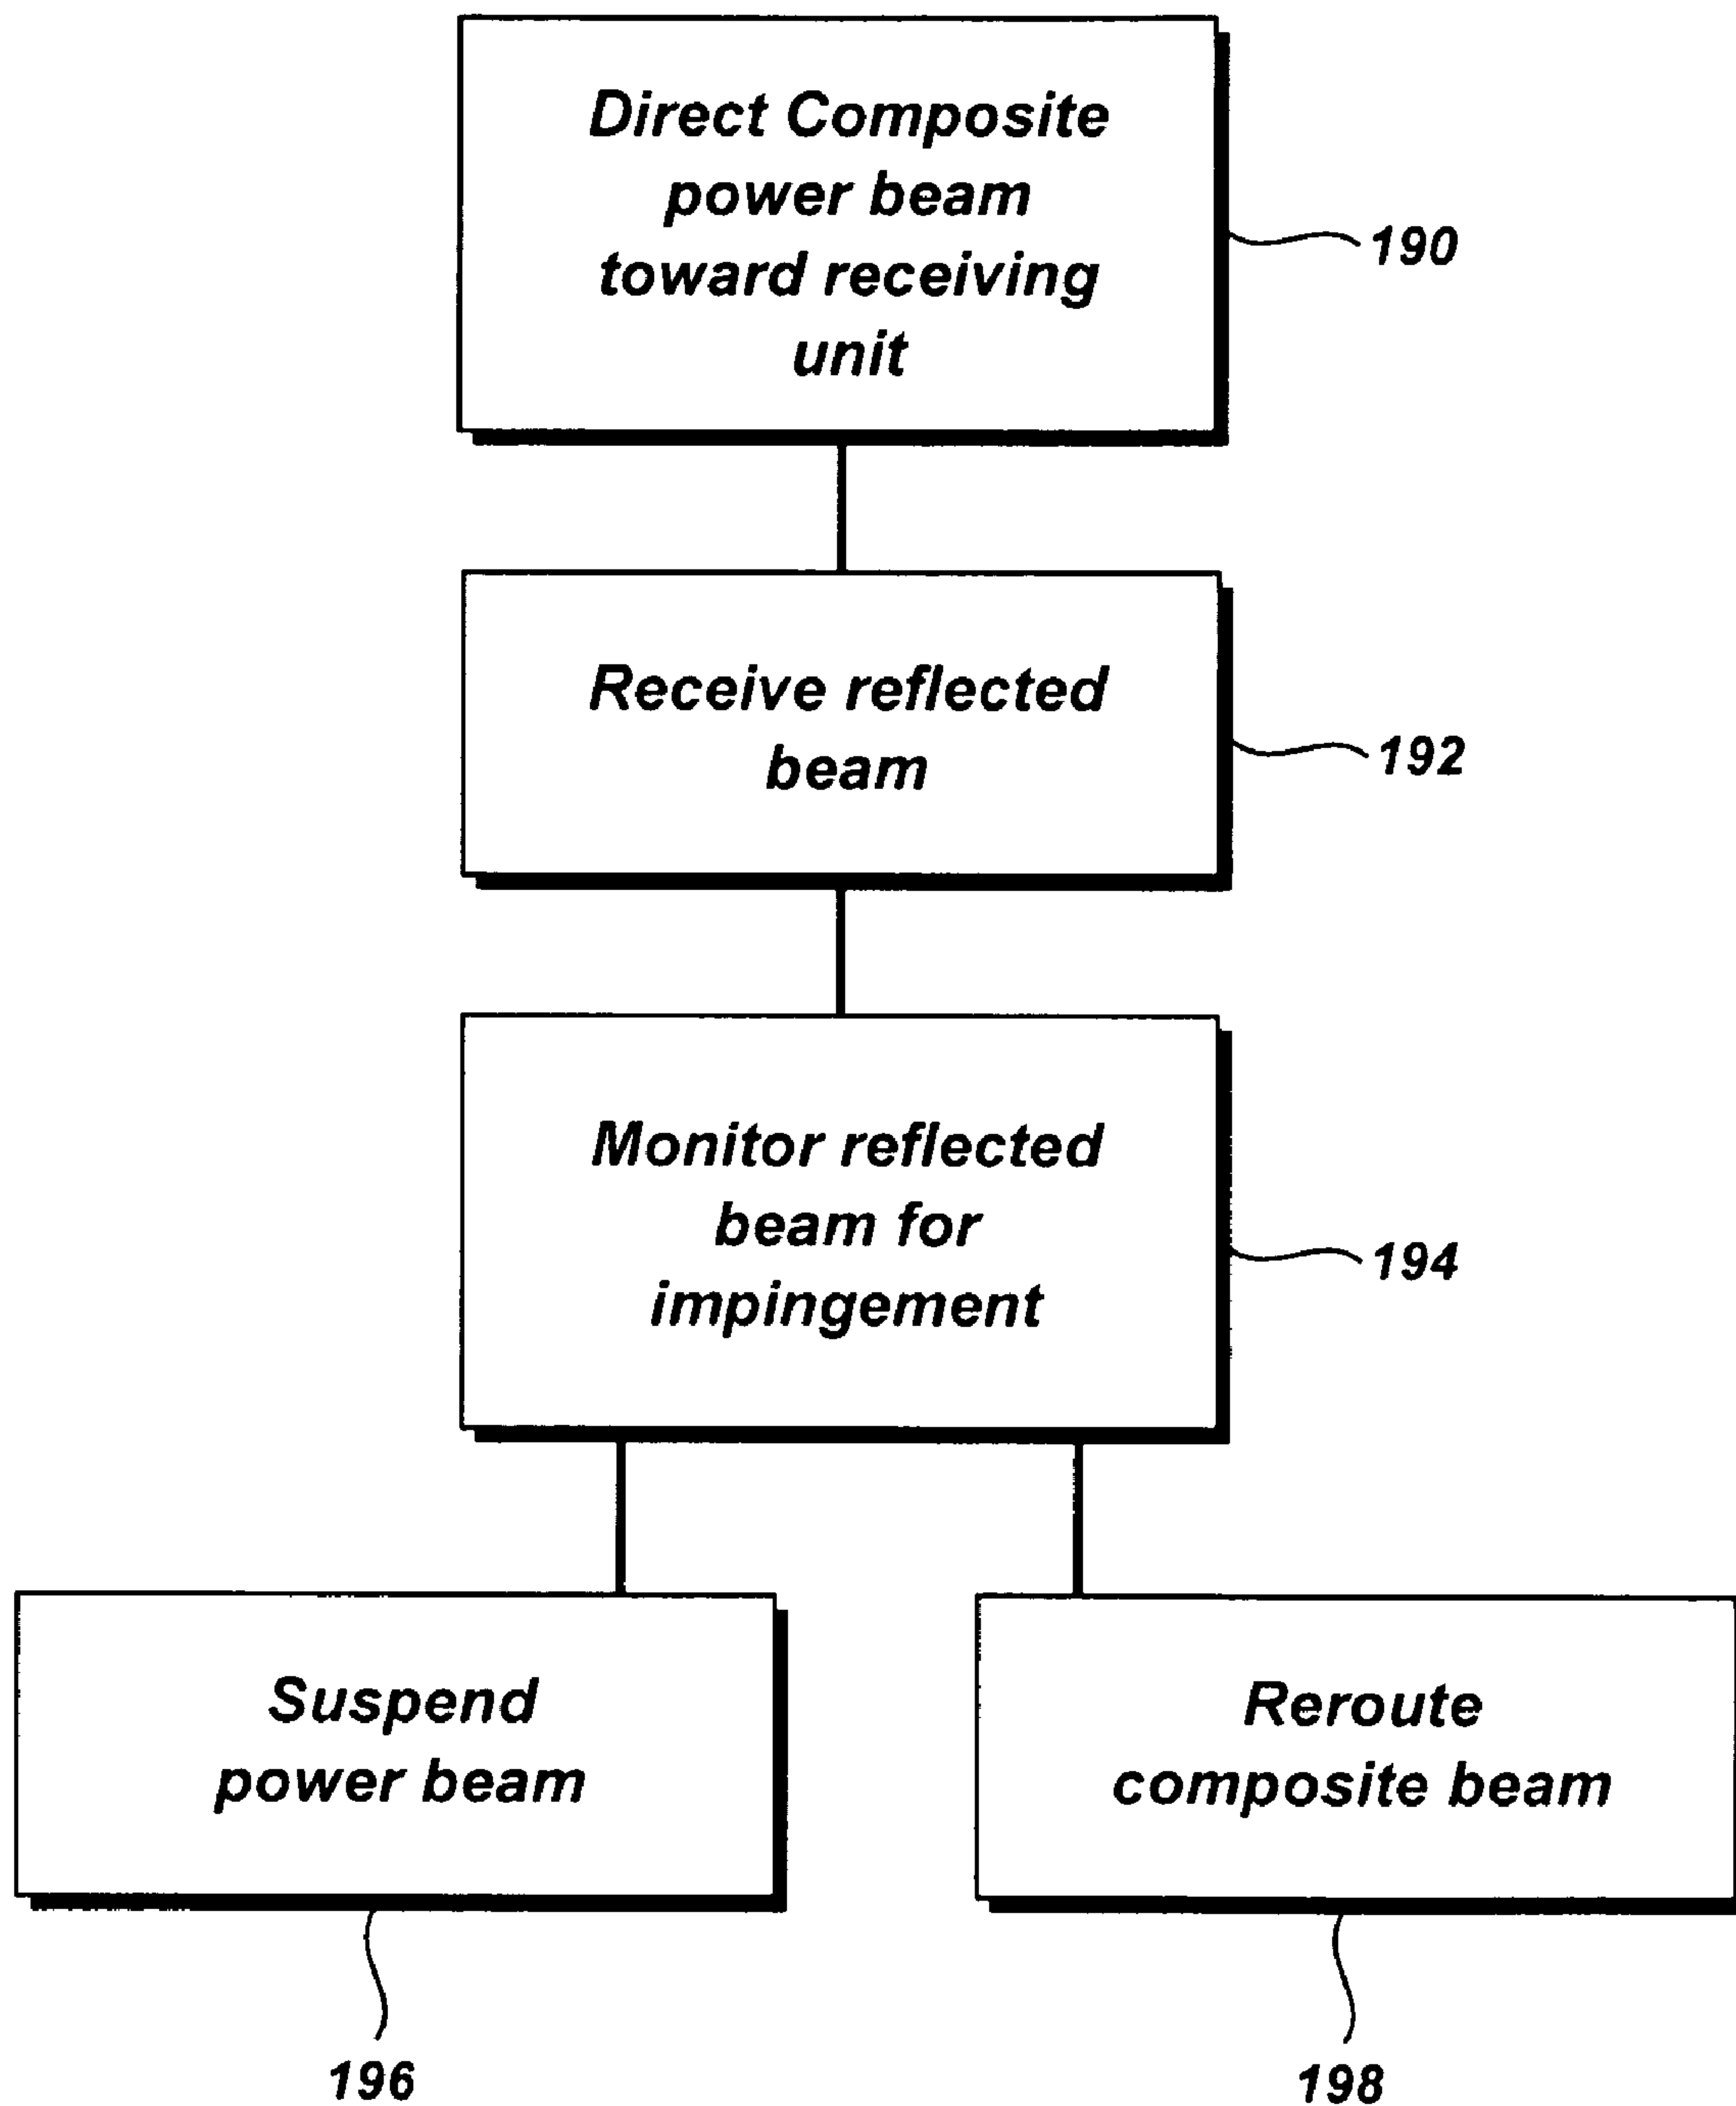 Direct Composite
power beam
toward receiving
unit
190
Receive reflected
beam
192
Monitor reflected
beam for
impingement
194
Suspend
power beam
Reroute
composite beam
196
198